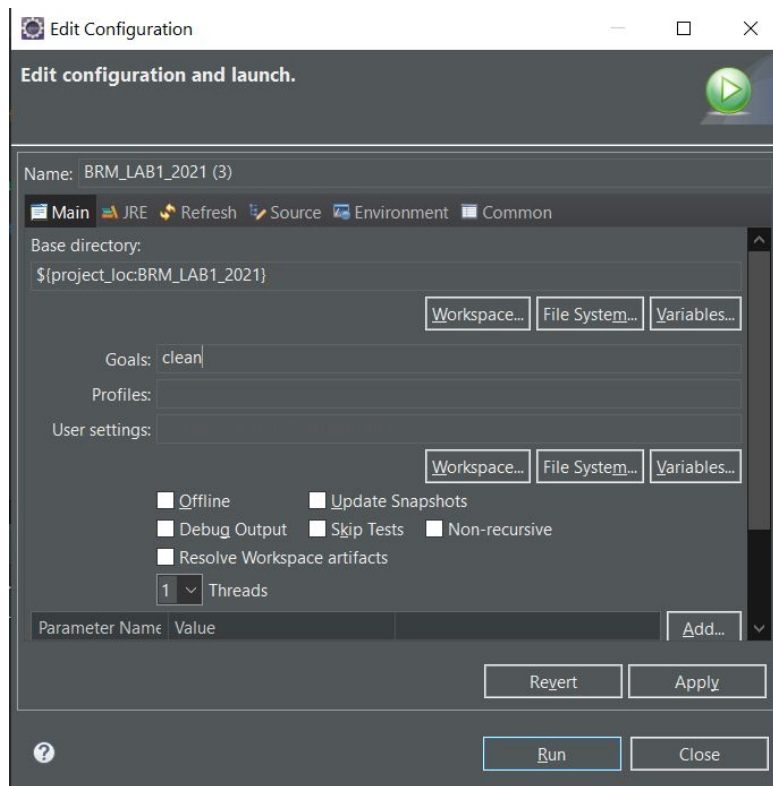 Edit Configuration
Edit configuration and launch.
Name: BRM_LAB1_2021 (3)
Main JRE Refresh Source Environment Common
Base directory:
${project_loc:BRM_LAB1_2021}
Workspace... File System... Variables...
Goals: clean
Profiles:
User settings:
Workspace... File System... Variables...
Offline Update Snapshots
Debug Output Skip Tests Non-recursive
Resolve Workspace artifacts
1 Threads
Parameter Name Value Add...
Revert Apply
? Run Close